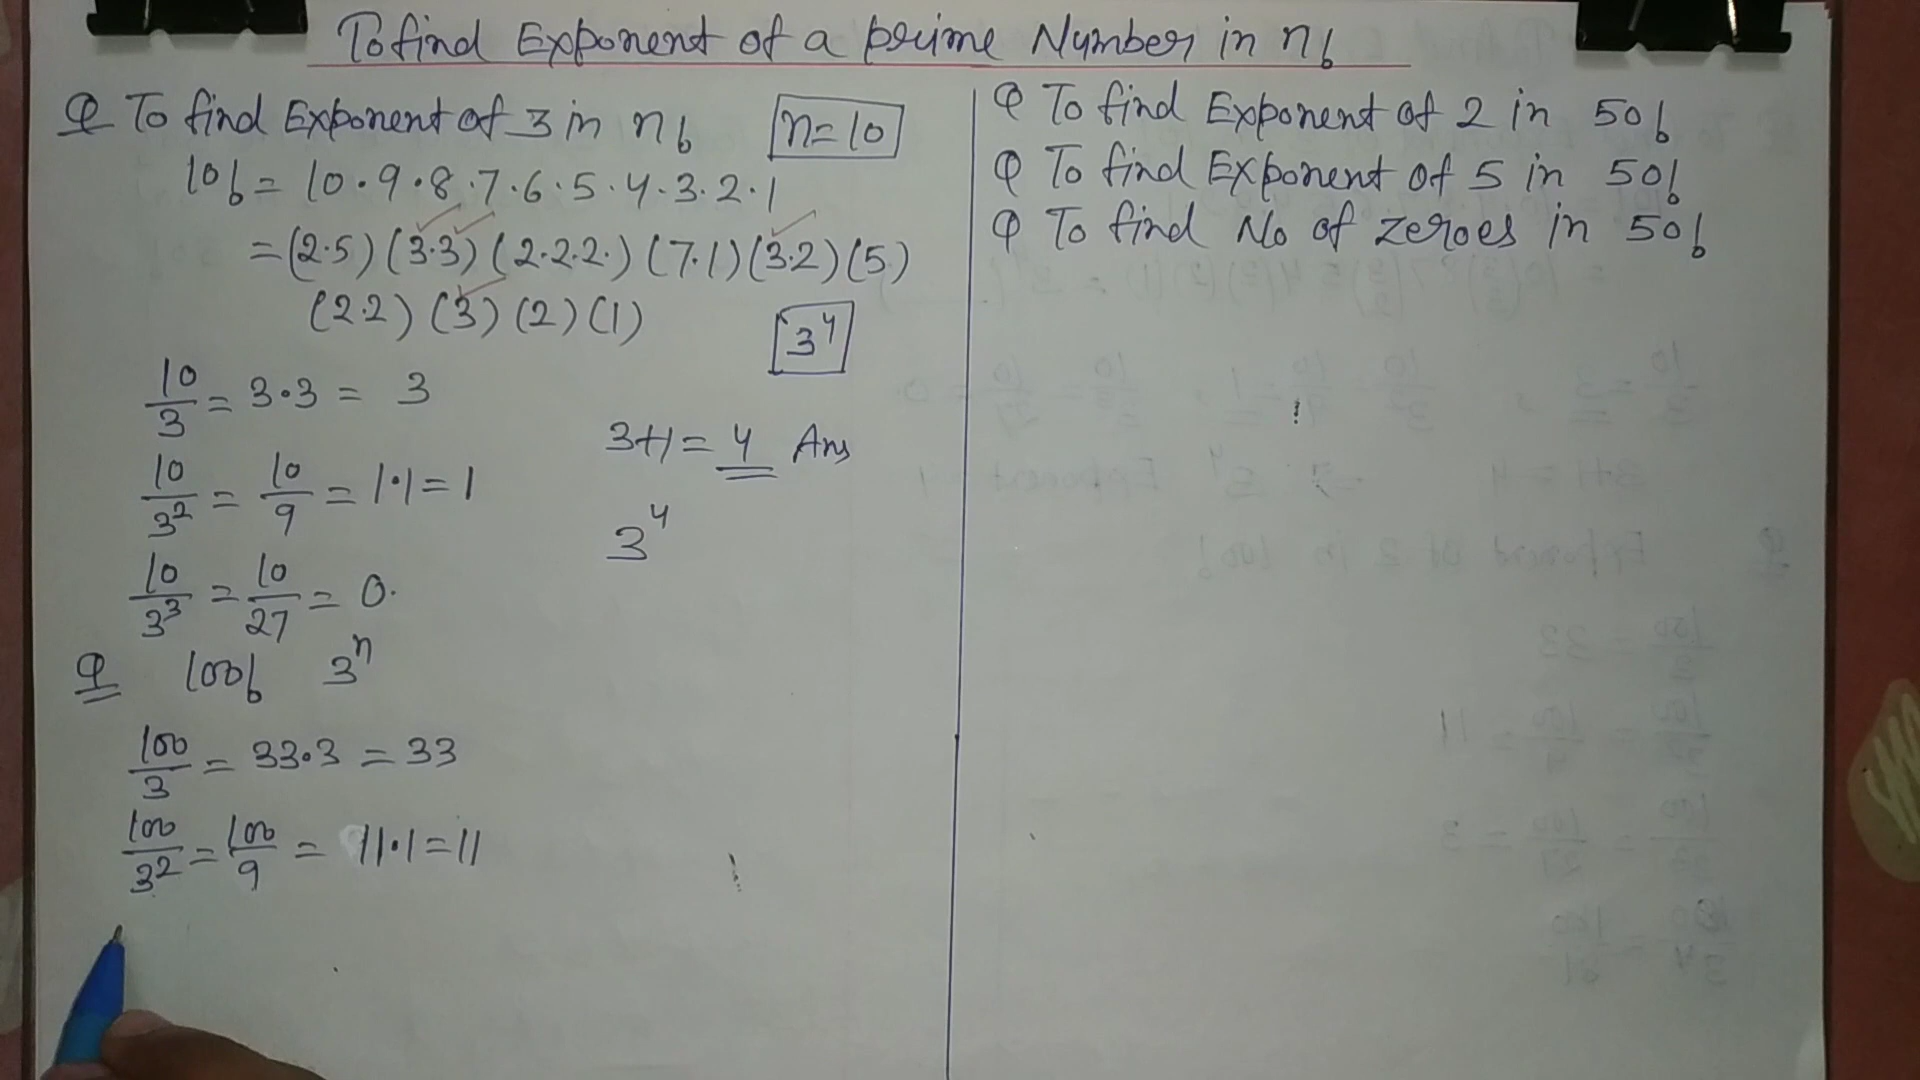 To find Exponent of a prime Number in n!
Q To find Exponent of 3 in n! n=10
10! = 10·9·8·7·6·5·4·3·2·1
=(2·5)(3·3)(2·2·2·)(7·1)(3·2)(5)
(2·2)(3)(2)(1)
3⁴
10/3 = 3·3 = 3
3+1=4 Ans
10/3² = 10/9 = 1·1=1
3⁴
10/3³ = 10/27 = 0.
Q 100! 3ⁿ
100/3 = 33·3 = 33
100/3² = 100/9 = 11·1=11
Q To find Exponent of 2 in 50!
Q To find Exponent of 5 in 50!
Q To find No of zeroes in 50!